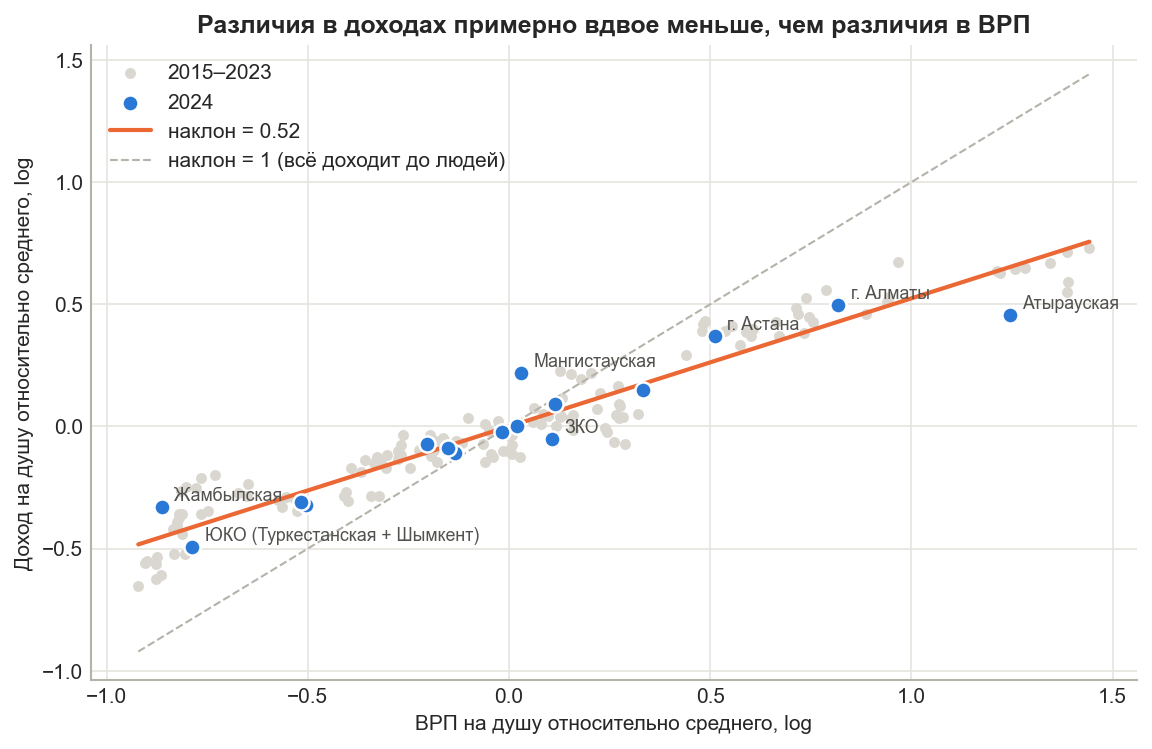 Различия в доходах примерно вдвое меньше, чем различия в ВРП
1.5
1.0
0.5
0.0
−0.5
−1.0
Доход на душу относительно среднего, log
2015–2023
2024
наклон = 0.52
наклон = 1 (всё доходит до людей)
г. Алматы
Атырауская
г. Астана
Мангистауская
ЗКО
Жамбылская
ЮКО (Туркестанская + Шымкент)
−1.0 −0.5 0.0 0.5 1.0 1.5
ВРП на душу относительно среднего, log